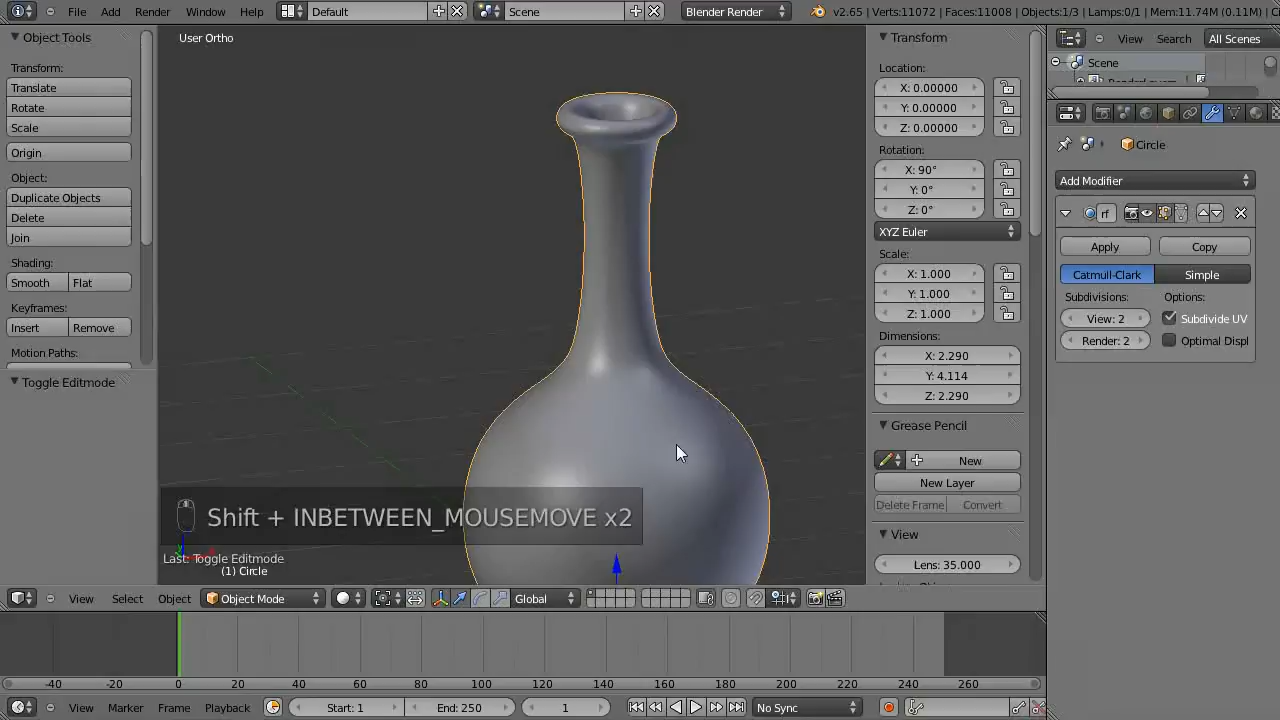 File Add Render Window Help Default Scene Blender Render v2.65 | Verts:11072 | Faces:11008 | Objects:1/3 | Lamps:0/1 | Mem:11.74M (0.11M) | Ci
Object Tools
Transform:
Translate
Rotate
Scale
Origin
Object:
Duplicate Objects
Delete
Join
Shading:
Smooth Flat
Keyframes:
Insert Remove
Motion Paths:
Toggle Editmode
User Ortho
Shift + INBETWEEN_MOUSEMOVE x2
Last: Toggle Editmode
(1) Circle
Transform
Location:
X: 0.00000
Y: 0.00000
Z: 0.00000
Rotation:
X: 90°
Y: 0°
Z: 0°
XYZ Euler
Scale:
X: 1.000
Y: 1.000
Z: 1.000
Dimensions:
X: 2.290
Y: 4.114
Z: 2.290
Grease Pencil
New
New Layer
Delete Frame Convert
View
Lens: 35.000
View Search All Scenes
Scene
Circle
Add Modifier
rf
Apply Copy
Catmull-Clark Simple
Subdivisions: Options:
View: 2 Subdivide UV
Render: 2 Optimal Displ
View Select Object Object Mode Global
-40 -20 0 20 40 60 80 100 120 140 160 180 200 220 240 260
View Marker Frame Playback Start: 1 End: 250 1 No Sync